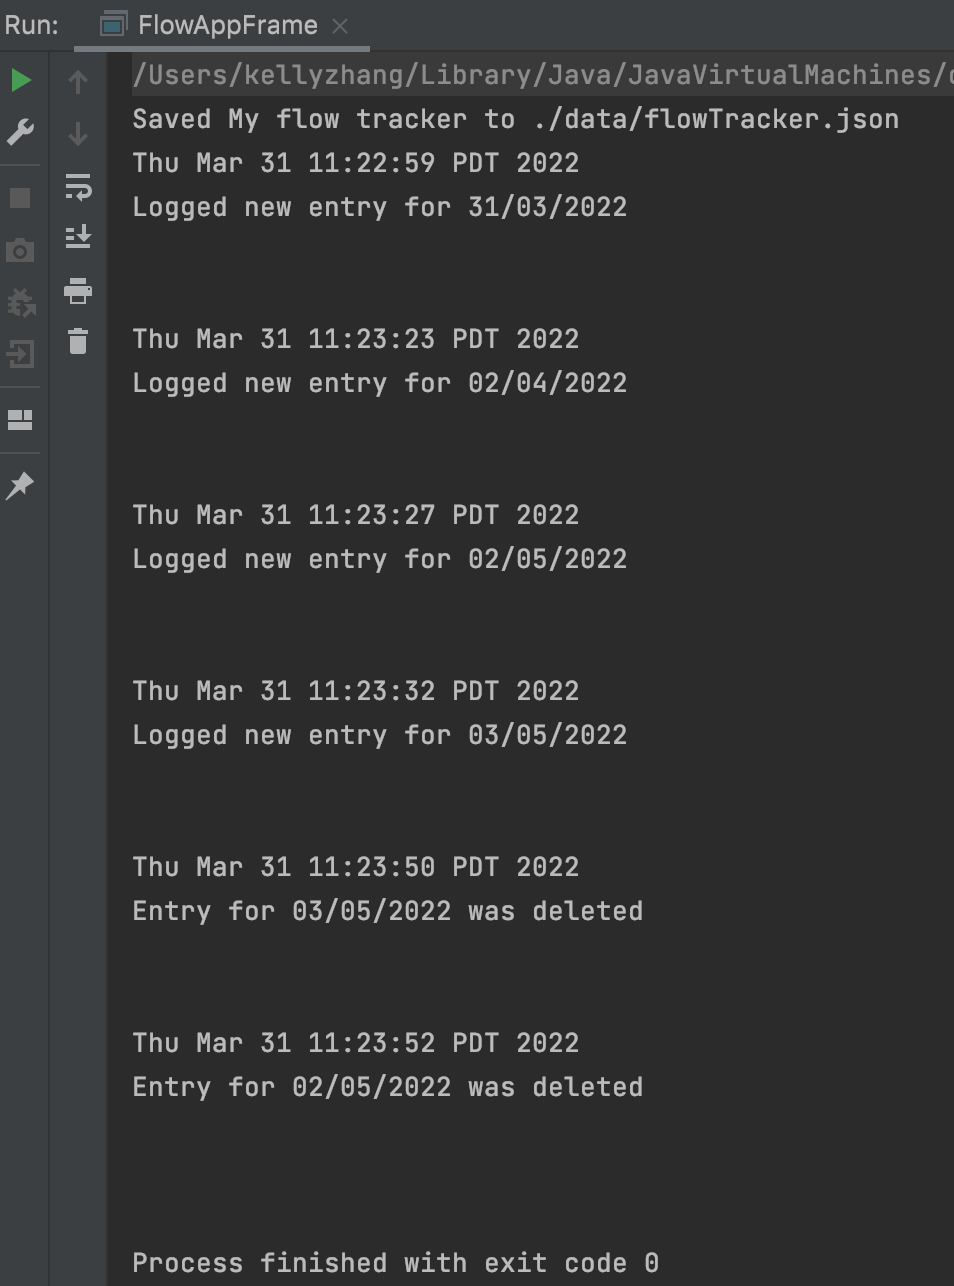 Run: FlowAppFrame
/Users/kellyzhang/Library/Java/JavaVirtualMachines/
Saved My flow tracker to ./data/flowTracker.json
Thu Mar 31 11:22:59 PDT 2022
Logged new entry for 31/03/2022
Thu Mar 31 11:23:23 PDT 2022
Logged new entry for 02/04/2022
Thu Mar 31 11:23:27 PDT 2022
Logged new entry for 02/05/2022
Thu Mar 31 11:23:32 PDT 2022
Logged new entry for 03/05/2022
Thu Mar 31 11:23:50 PDT 2022
Entry for 03/05/2022 was deleted
Thu Mar 31 11:23:52 PDT 2022
Entry for 02/05/2022 was deleted
Process finished with exit code 0